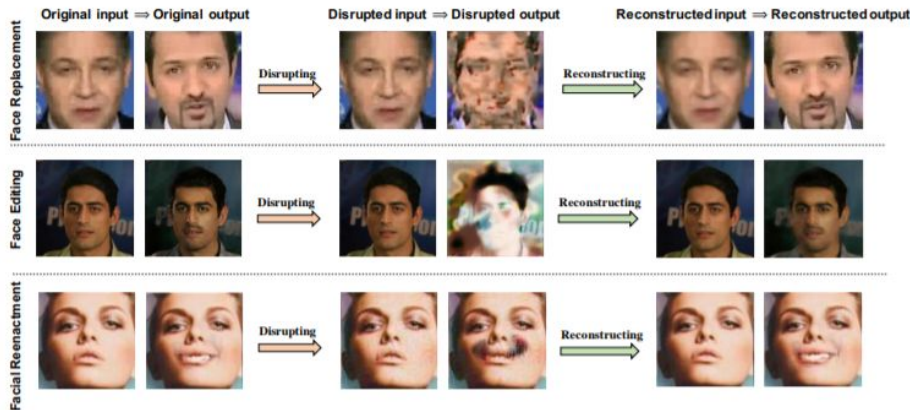 Original input ⇒ Original output
Disrupted input ⇒ Disrupted output
Reconstructed input ⇒ Reconstructed output
Face Replacement
Disrupting
Reconstructing
Face Editing
Disrupting
Reconstructing
Facial Reenactment
Disrupting
Reconstructing